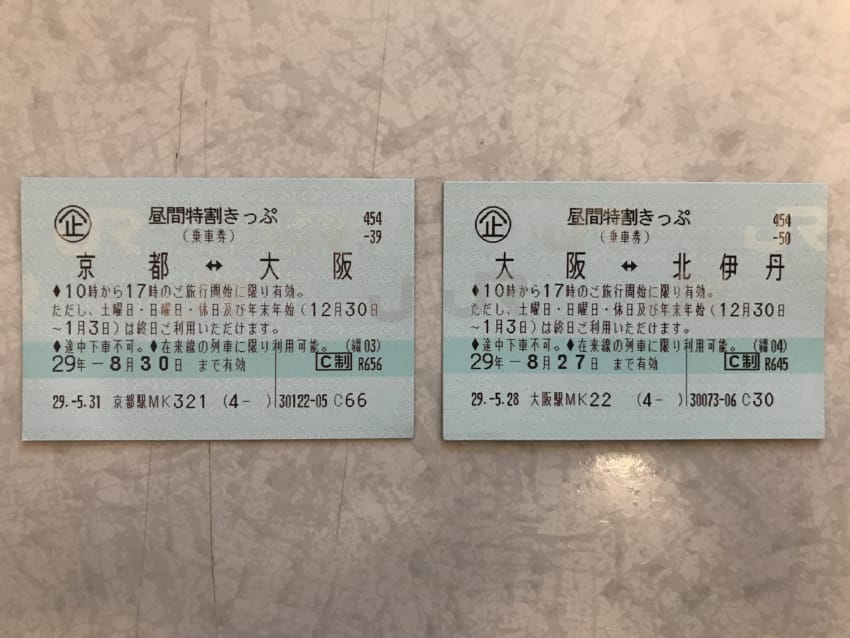 企 昼間特割きっぷ 454
(乗車券) -39
京都↔大阪
♦10時から17時のご旅行開始に限り有効。
ただし、土曜日・日曜日・休日及び年末年始(12月30日
~1月3日)は終日ご利用いただけます。
♦途中下車不可。♦在来線の列車に限り利用可能。 (繼03)
29年-8月30日 まで有効 C制 R656
29.-5.31 京都駅MK321 (4- ) 30122-05 C66
企 昼間特割きっぷ 454
(乗車券) -50
大阪↔北伊丹
♦10時から17時のご旅行開始に限り有効。
ただし、土曜日・日曜日・休日及び年末年始(12月30日
~1月3日)は終日ご利用いただけます。
♦途中下車不可。♦在来線の列車に限り利用可能。 (繼04)
29年-8月27日 まで有効 C制 R645
29.-5.28 大阪駅MK22 (4- ) 30073-06 C30